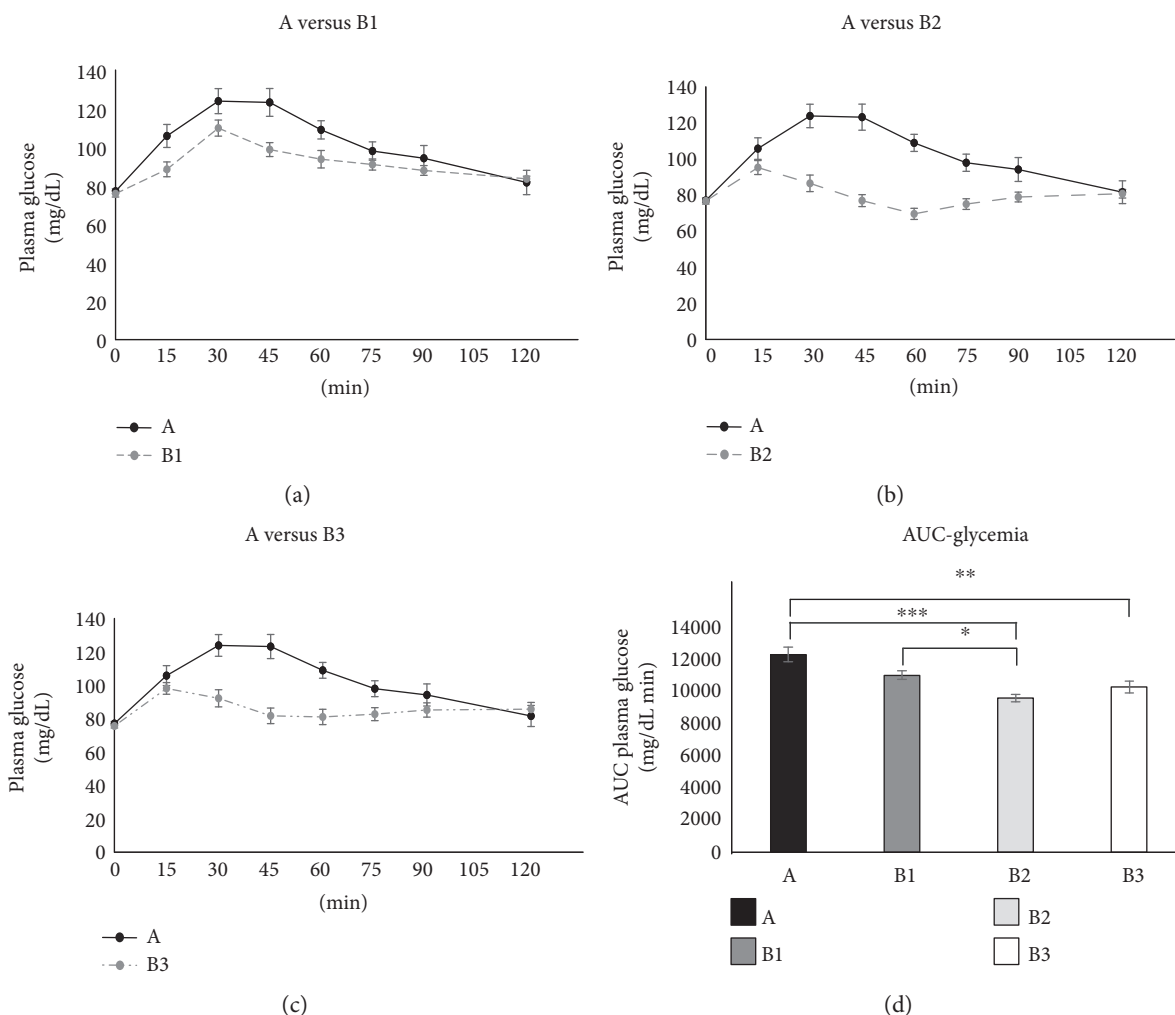 A versus B1
Plasma glucose
(mg/dL)
140
120
100
80
60
40
20
0
0 15 30 45 60 75 90 105 120
(min)
A
B1
(a)
A versus B2
Plasma glucose
(mg/dL)
140
120
100
80
60
40
20
0
0 15 30 45 60 75 90 105 120
(min)
A
B2
(b)
A versus B3
Plasma glucose
(mg/dL)
140
120
100
80
60
40
20
0
0 15 30 45 60 75 90 105 120
(min)
A
B3
(c)
AUC-glycemia
AUC plasma glucose
(mg/dL min)
**
***
*
14000
12000
10000
8000
6000
4000
2000
0
A B1 B2 B3
A
B1
B2
B3
(d)